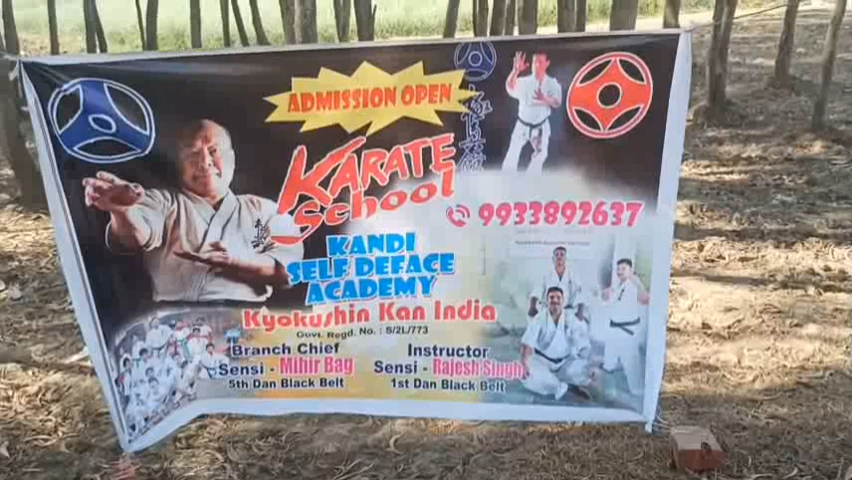 ADMISSION OPEN
KARATE
School
9933892637
KANDI
SELF DEFACE
ACADEMY
Kyokushin Kan India
Govt. Regd. No. : S/2L/773
Branch Chief
Sensi - Mihir Bag
5th Dan Black Belt
Instructor
Sensi - Rajesh Singh
1st Dan Black Belt